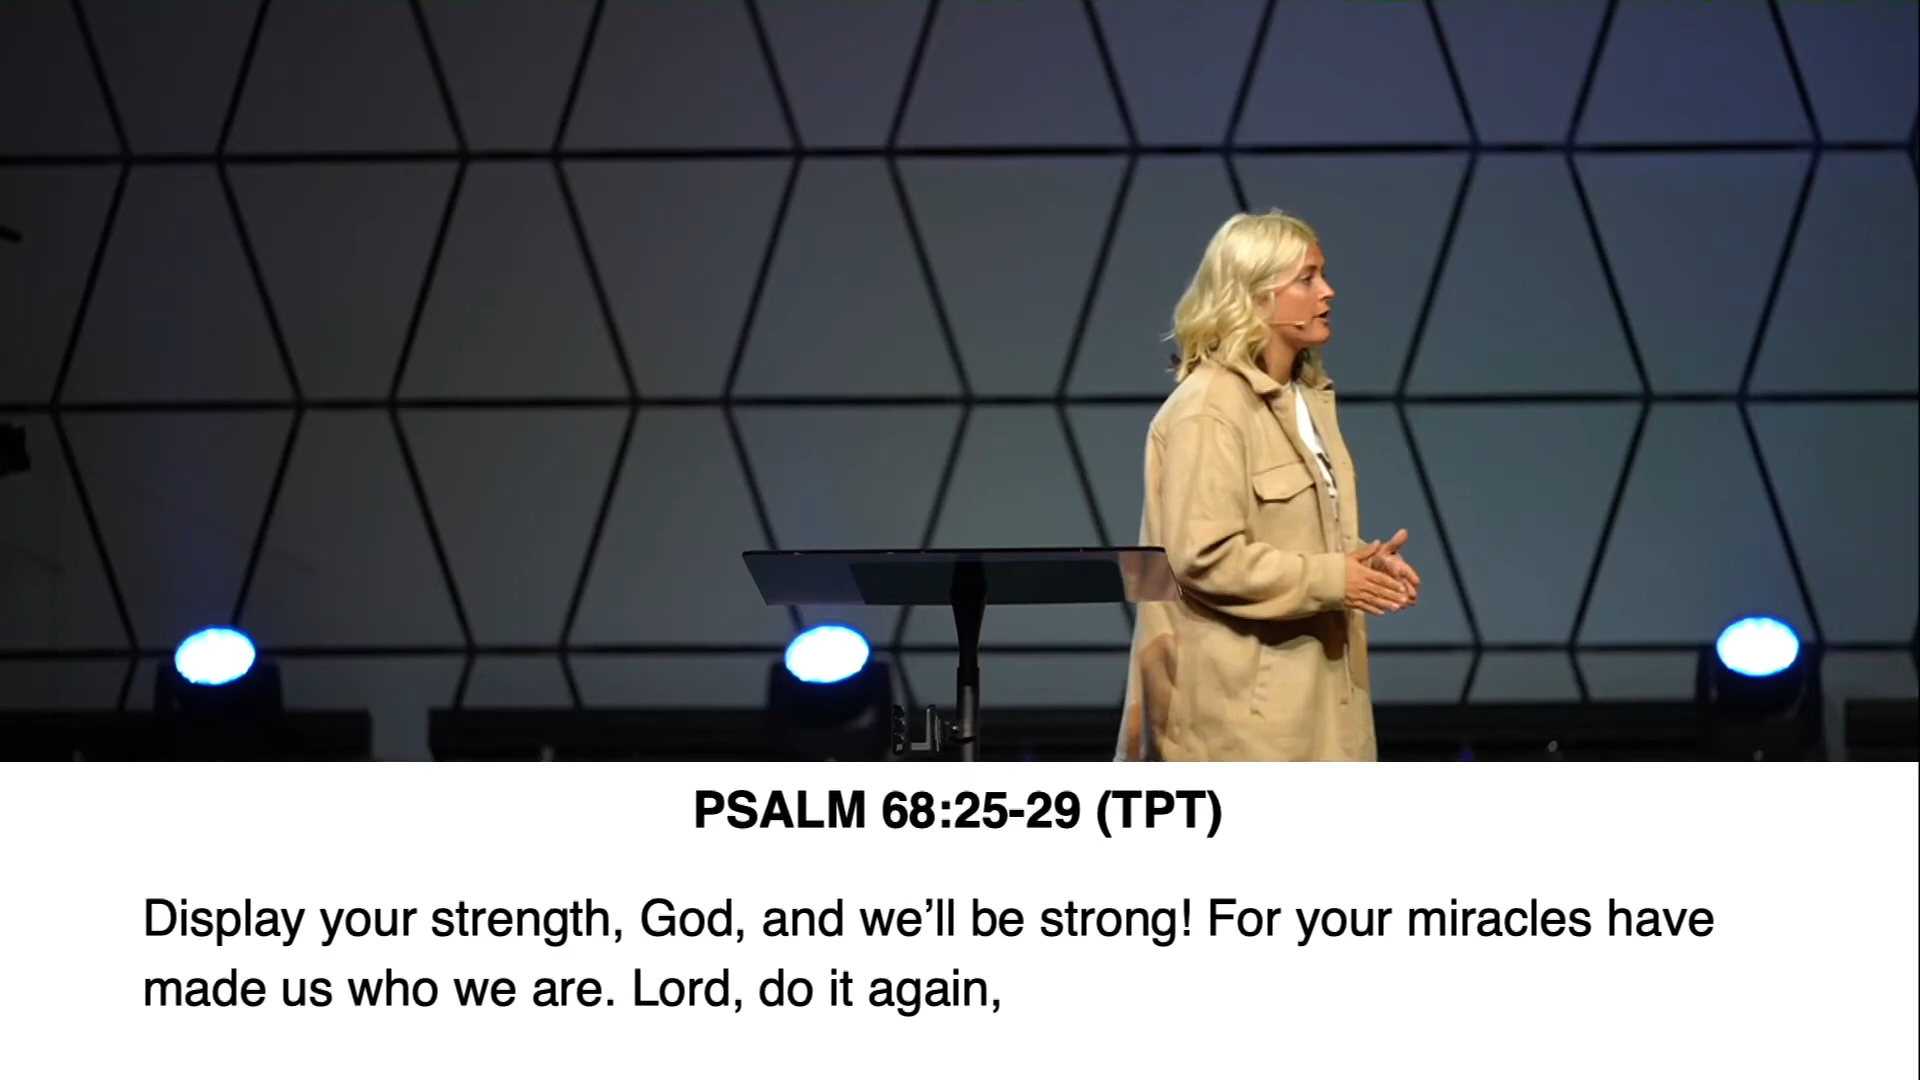 PSALM 68:25-29 (TPT)
Display your strength, God, and we’ll be strong! For your miracles have
made us who we are. Lord, do it again,